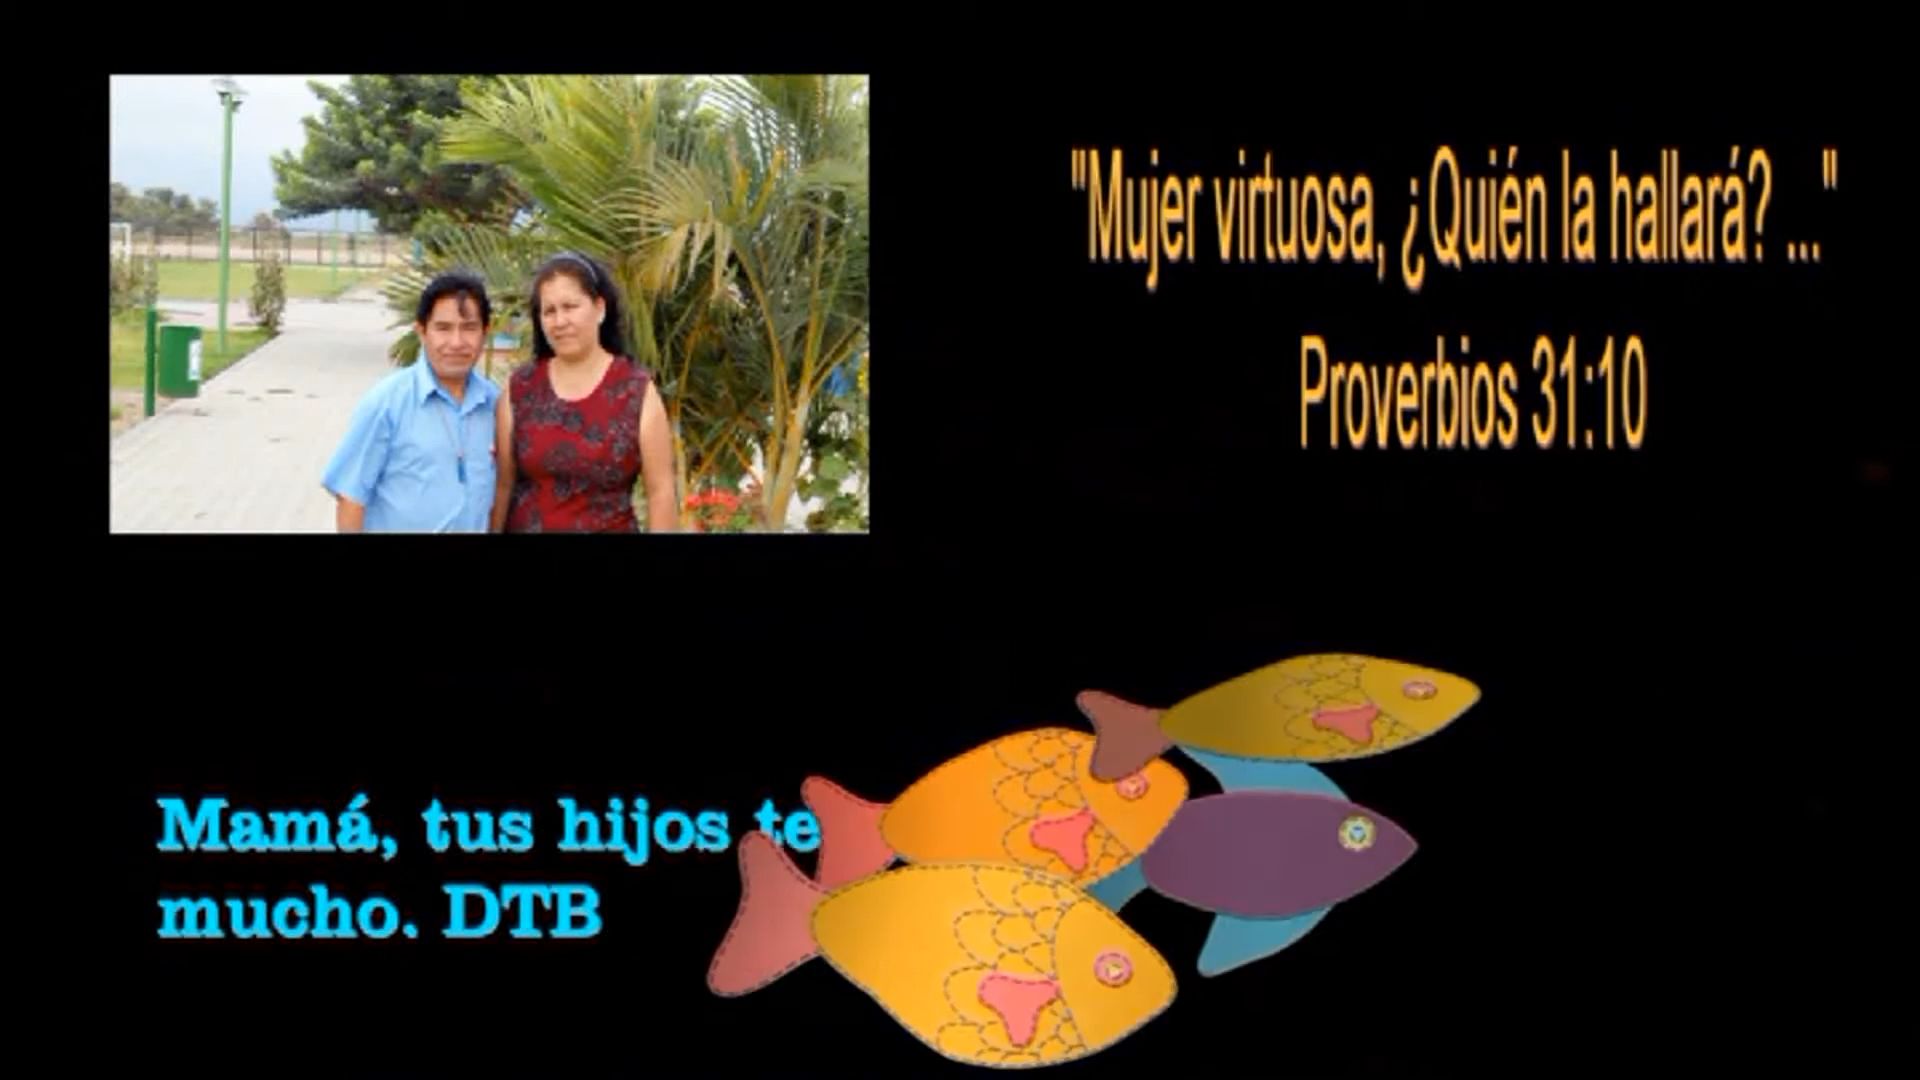 "Mujer virtuosa, ¿Quién la hallará? ..."
Proverbios 31:10
Mamá, tus hijos te
mucho. DTB